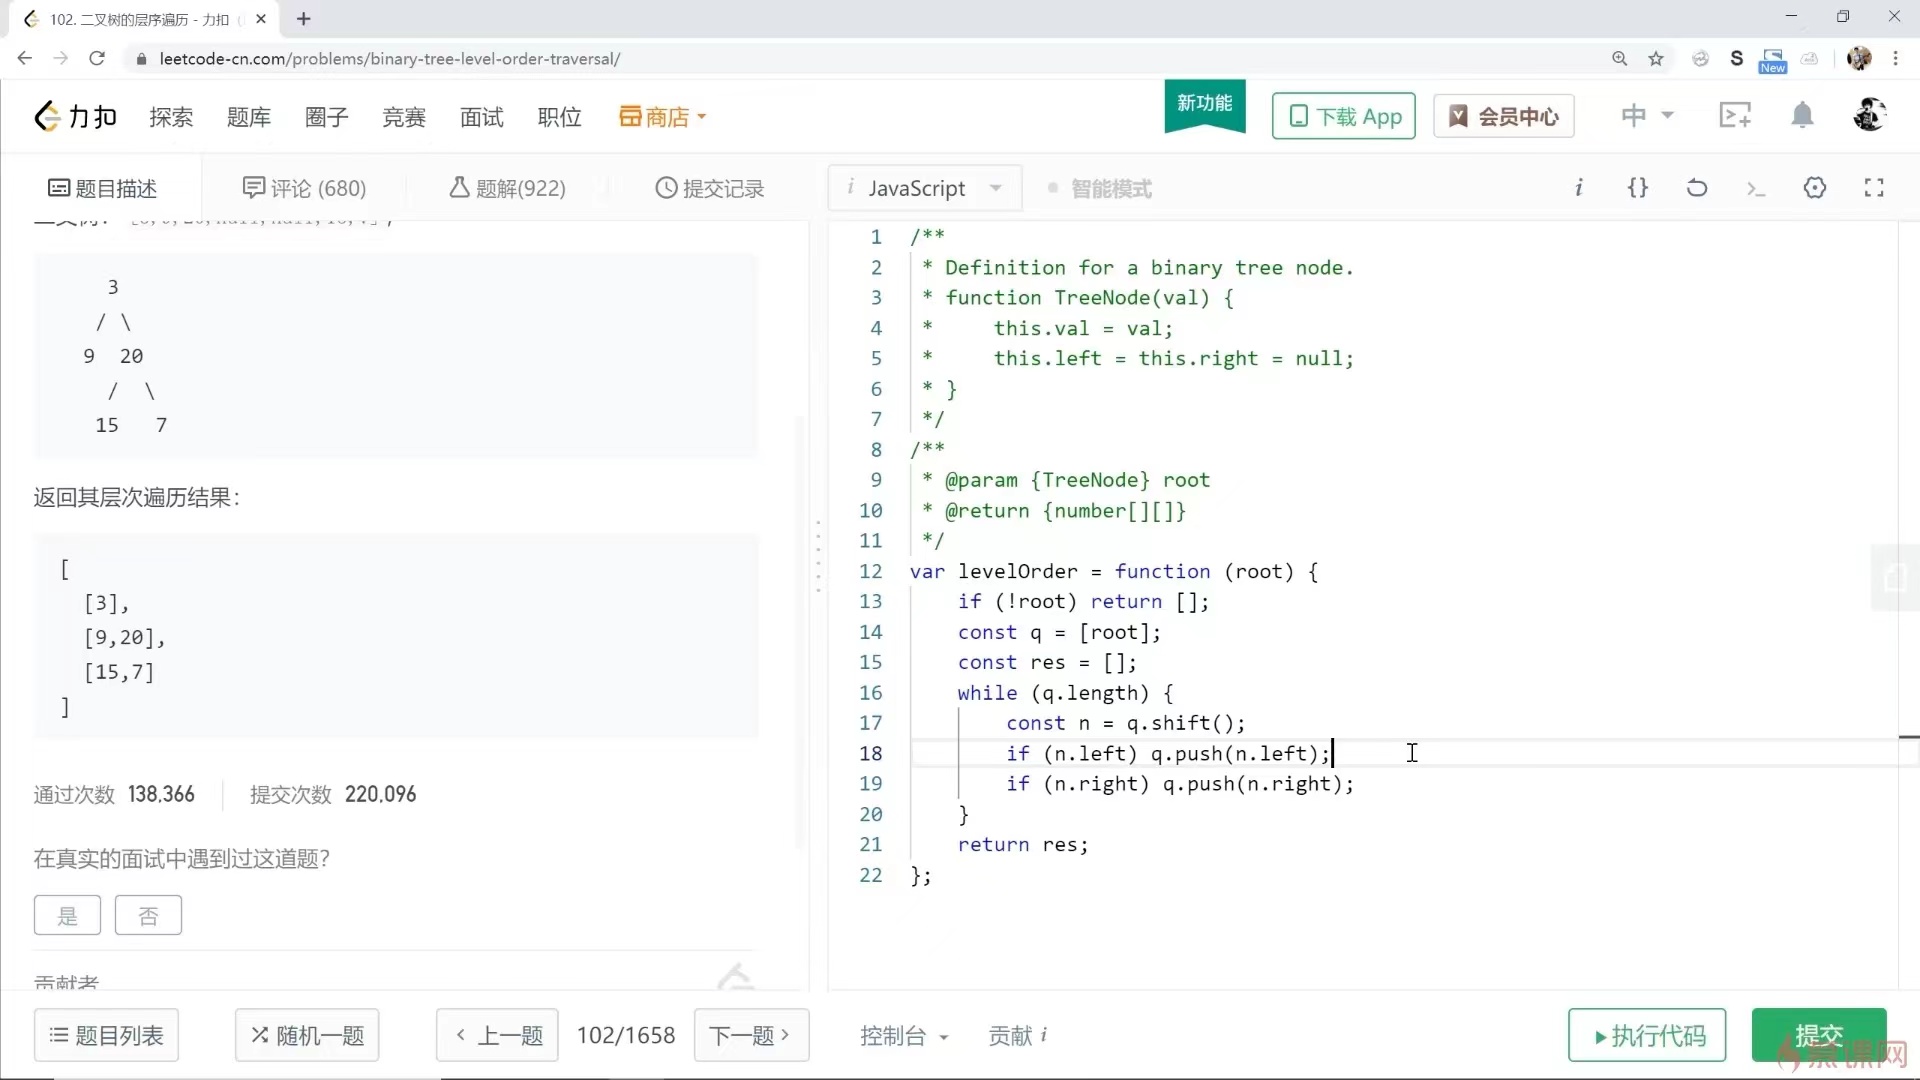 102. 二叉树的层序遍历 - 力扣
leetcode-cn.com/problems/binary-tree-level-order-traversal/
S
New
力扣
探索
题库
圈子
竞赛
面试
职位
商店
新功能
下载 App
会员中心
中
题目描述
评论 (680)
题解(922)
提交记录
i JavaScript
智能模式
i
{}
3
/ \
9 20
/ \
15 7
返回其层次遍历结果：
[
[3],
[9,20],
[15,7]
]
通过次数 138,366
提交次数 220,096
在真实的面试中遇到过这道题?
是
否
贡献者
1 /**
2 * Definition for a binary tree node.
3 * function TreeNode(val) {
4 * this.val = val;
5 * this.left = this.right = null;
6 * }
7 */
8 /**
9 * @param {TreeNode} root
10 * @return {number[][]}
11 */
12 var levelOrder = function (root) {
13 if (!root) return [];
14 const q = [root];
15 const res = [];
16 while (q.length) {
17 const n = q.shift();
18 if (n.left) q.push(n.left);
19 if (n.right) q.push(n.right);
20 }
21 return res;
22 };
题目列表
随机一题
上一题
102/1658
下一题
控制台
贡献 i
执行代码
提交
慕课网